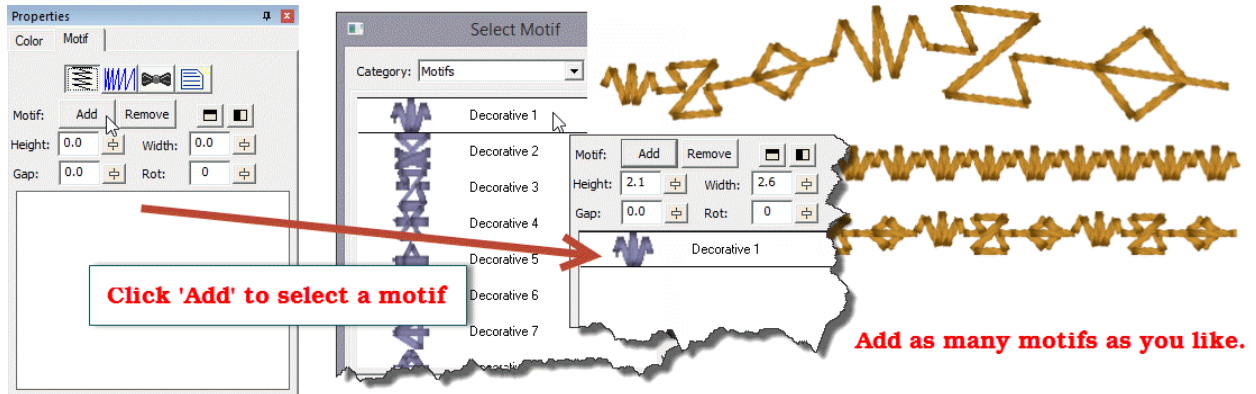 Properties
Color Motif
Motif: Add Remove
Height: 0.0 Width: 0.0
Gap: 0.0 Rot: 0
Select Motif
Category: Motifs
Decorative 1
Decorative 2
Decorative 3
Decorative 4
Decorative 5
Decorative 6
Decorative 7
Motif: Add Remove
Height: 2.1 Width: 2.6
Gap: 0.0 Rot: 0
Decorative 1
Click 'Add' to select a motif
Add as many motifs as you like.